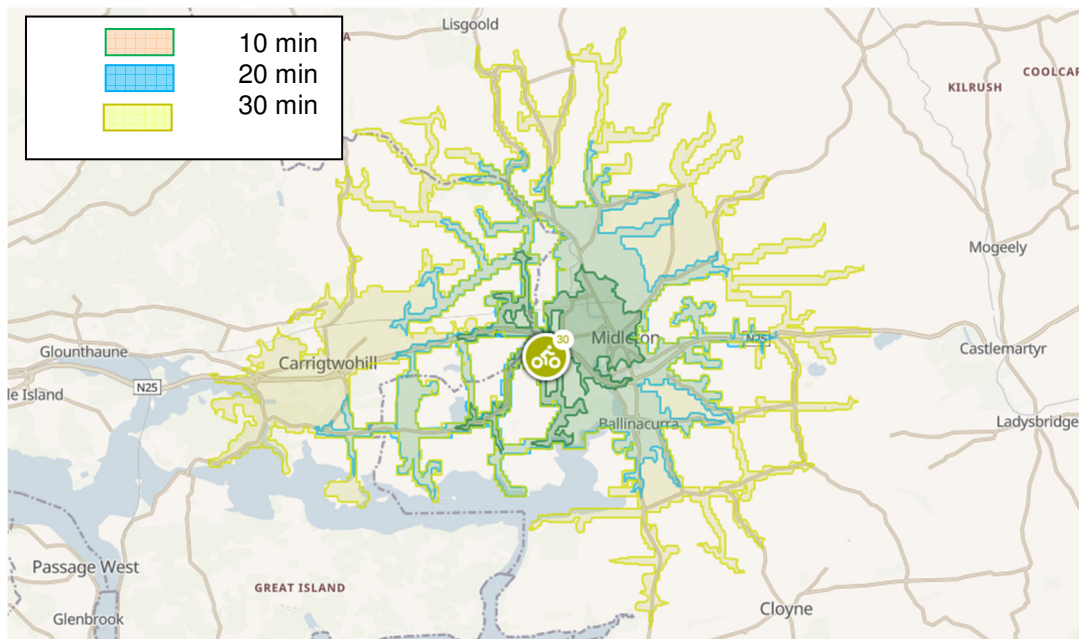 10 min
20 min
30 min
Lisgoold
A
KILRUSH
COOLCAR
Mogeely
Glounthaune
Carrigtwohill
30
Midleton
N25
Castlemartyr
N25
le Island
Ballinacurra
Ladysbridge
Passage West
GREAT ISLAND
Glenbrook
Cloyne